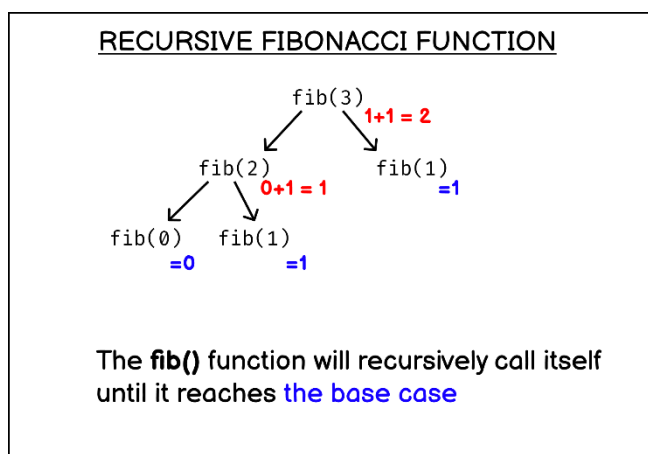 RECURSIVE FIBONACCI FUNCTION
fib(3)
1+1 = 2
fib(2)
0+1 = 1
fib(1)
=1
fib(0)
=0
fib(1)
=1
The fib() function will recursively call itself
until it reaches the base case